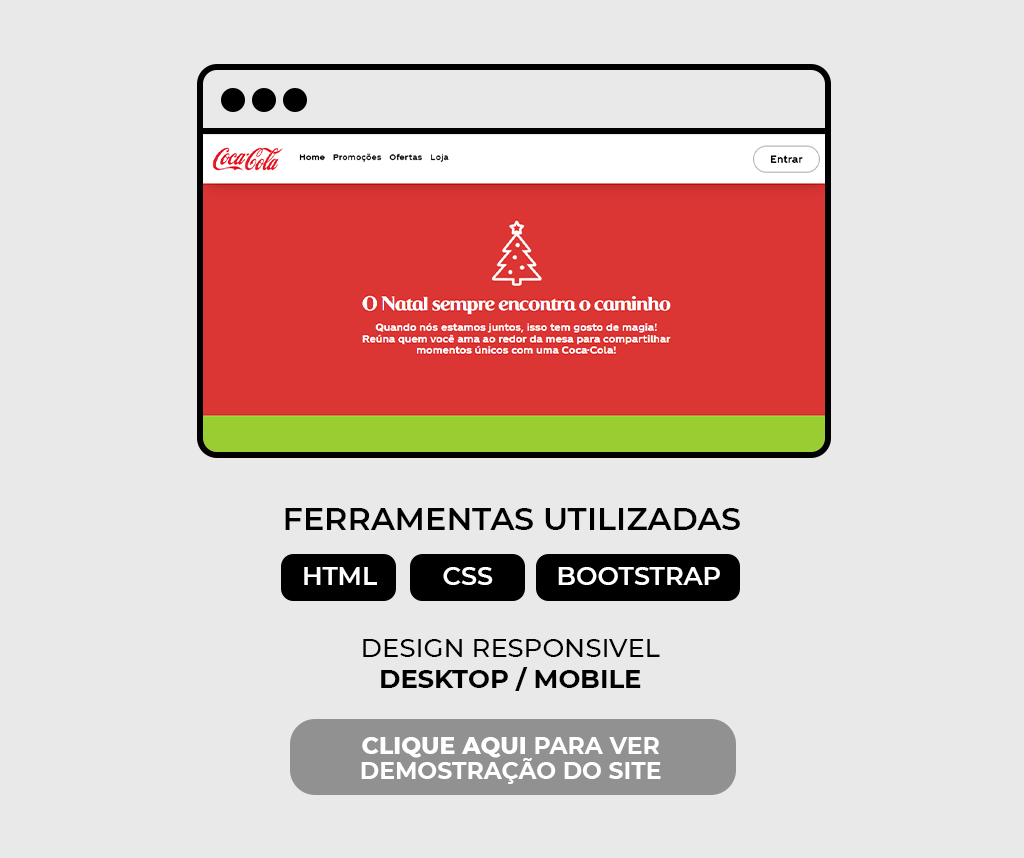 Coca-Cola Home Promoções Ofertas Loja Entrar
O Natal sempre encontra o caminho
Quando nós estamos juntos, isso tem gosto de magia!
Reúna quem você ama ao redor da mesa para compartilhar
momentos únicos com uma Coca-Cola!
FERRAMENTAS UTILIZADAS
HTML CSS BOOTSTRAP
DESIGN RESPONSIVEL
DESKTOP / MOBILE
CLIQUE AQUI PARA VER
DEMOSTRAÇÃO DO SITE